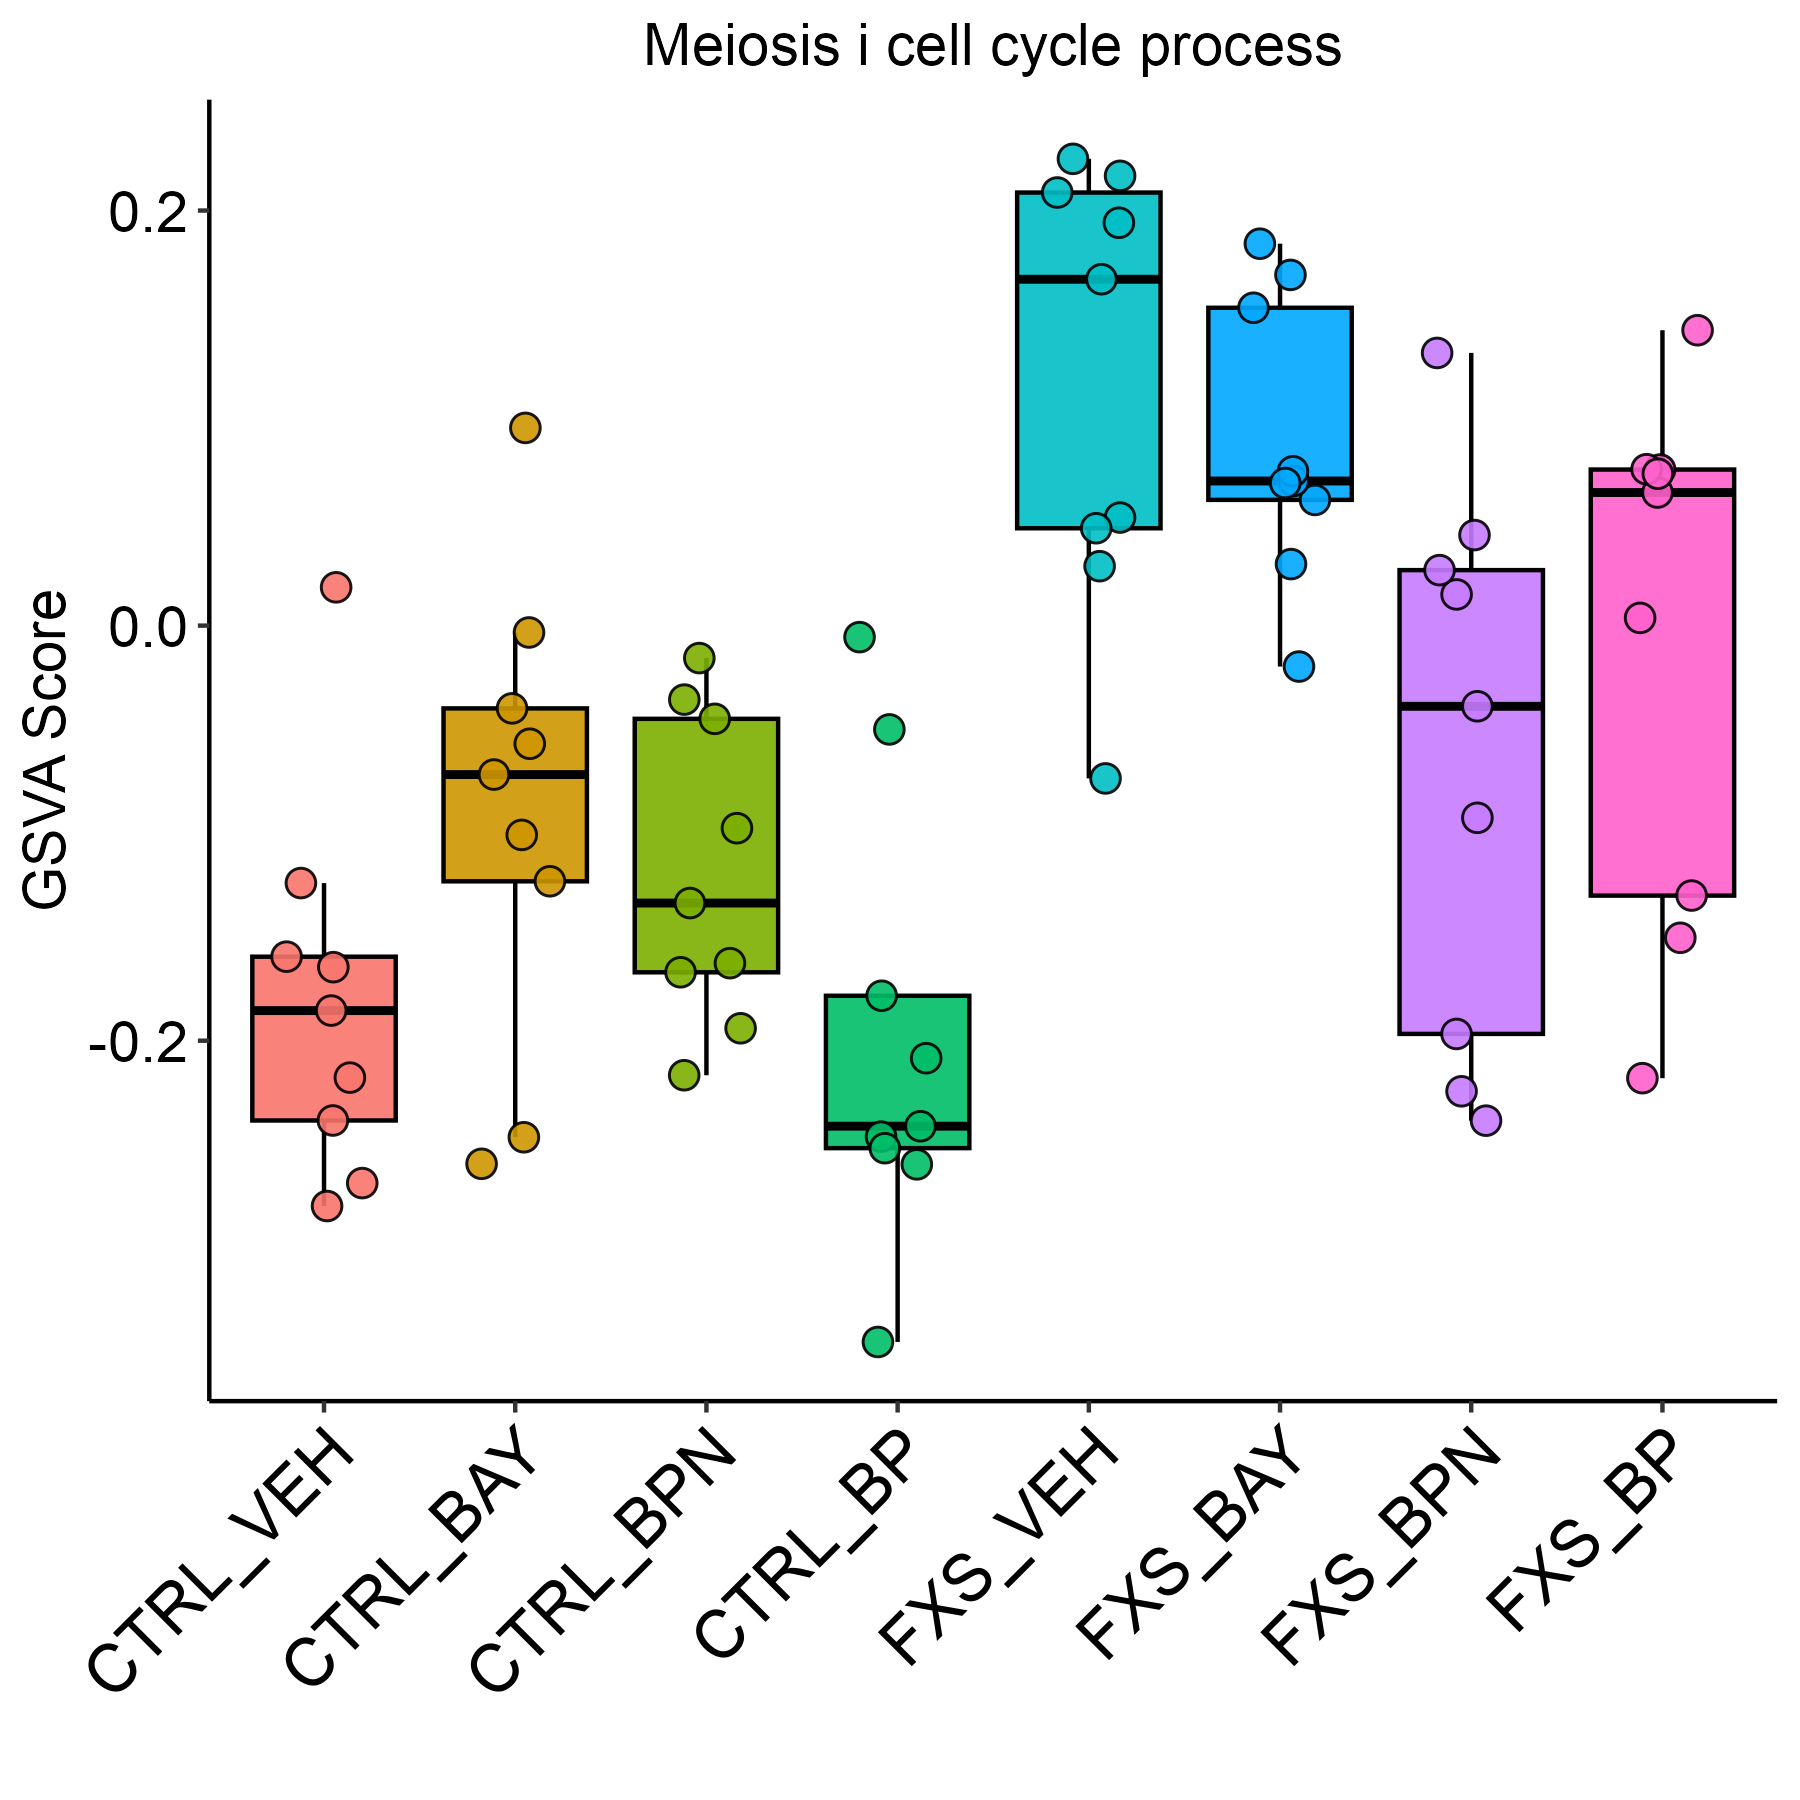 Meiosis i cell cycle process
GSVA Score
0.2
0.0
-0.2
CTRL_VEH
CTRL_BAY
CTRL_BPN
CTRL_BP
FXS_VEH
FXS_BAY
FXS_BPN
FXS_BP